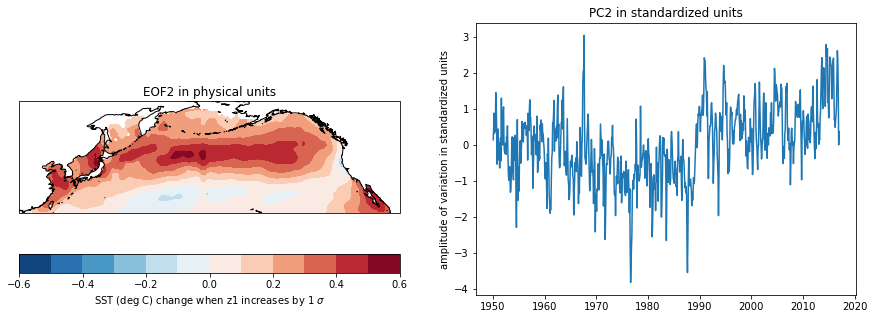 EOF2 in physical units
−0.6 −0.4 −0.2 0.0 0.2 0.4 0.6
SST (deg C) change when z1 increases by 1 σ
PC2 in standardized units
amplitude of variation in standardized units
3
2
1
0
−1
−2
−3
−4
1950 1960 1970 1980 1990 2000 2010 2020